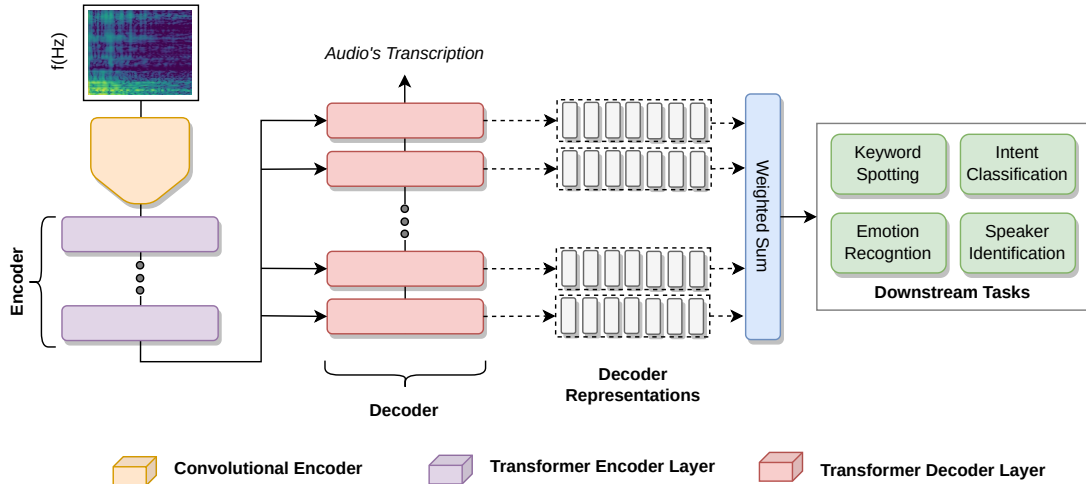 f(Hz)
Audio's Transcription
Encoder
Weighted Sum
Keyword
Spotting
Intent
Classification
Emotion
Recogntion
Speaker
Identification
Downstream Tasks
Decoder
Decoder
Representations
Convolutional Encoder
Transformer Encoder Layer
Transformer Decoder Layer